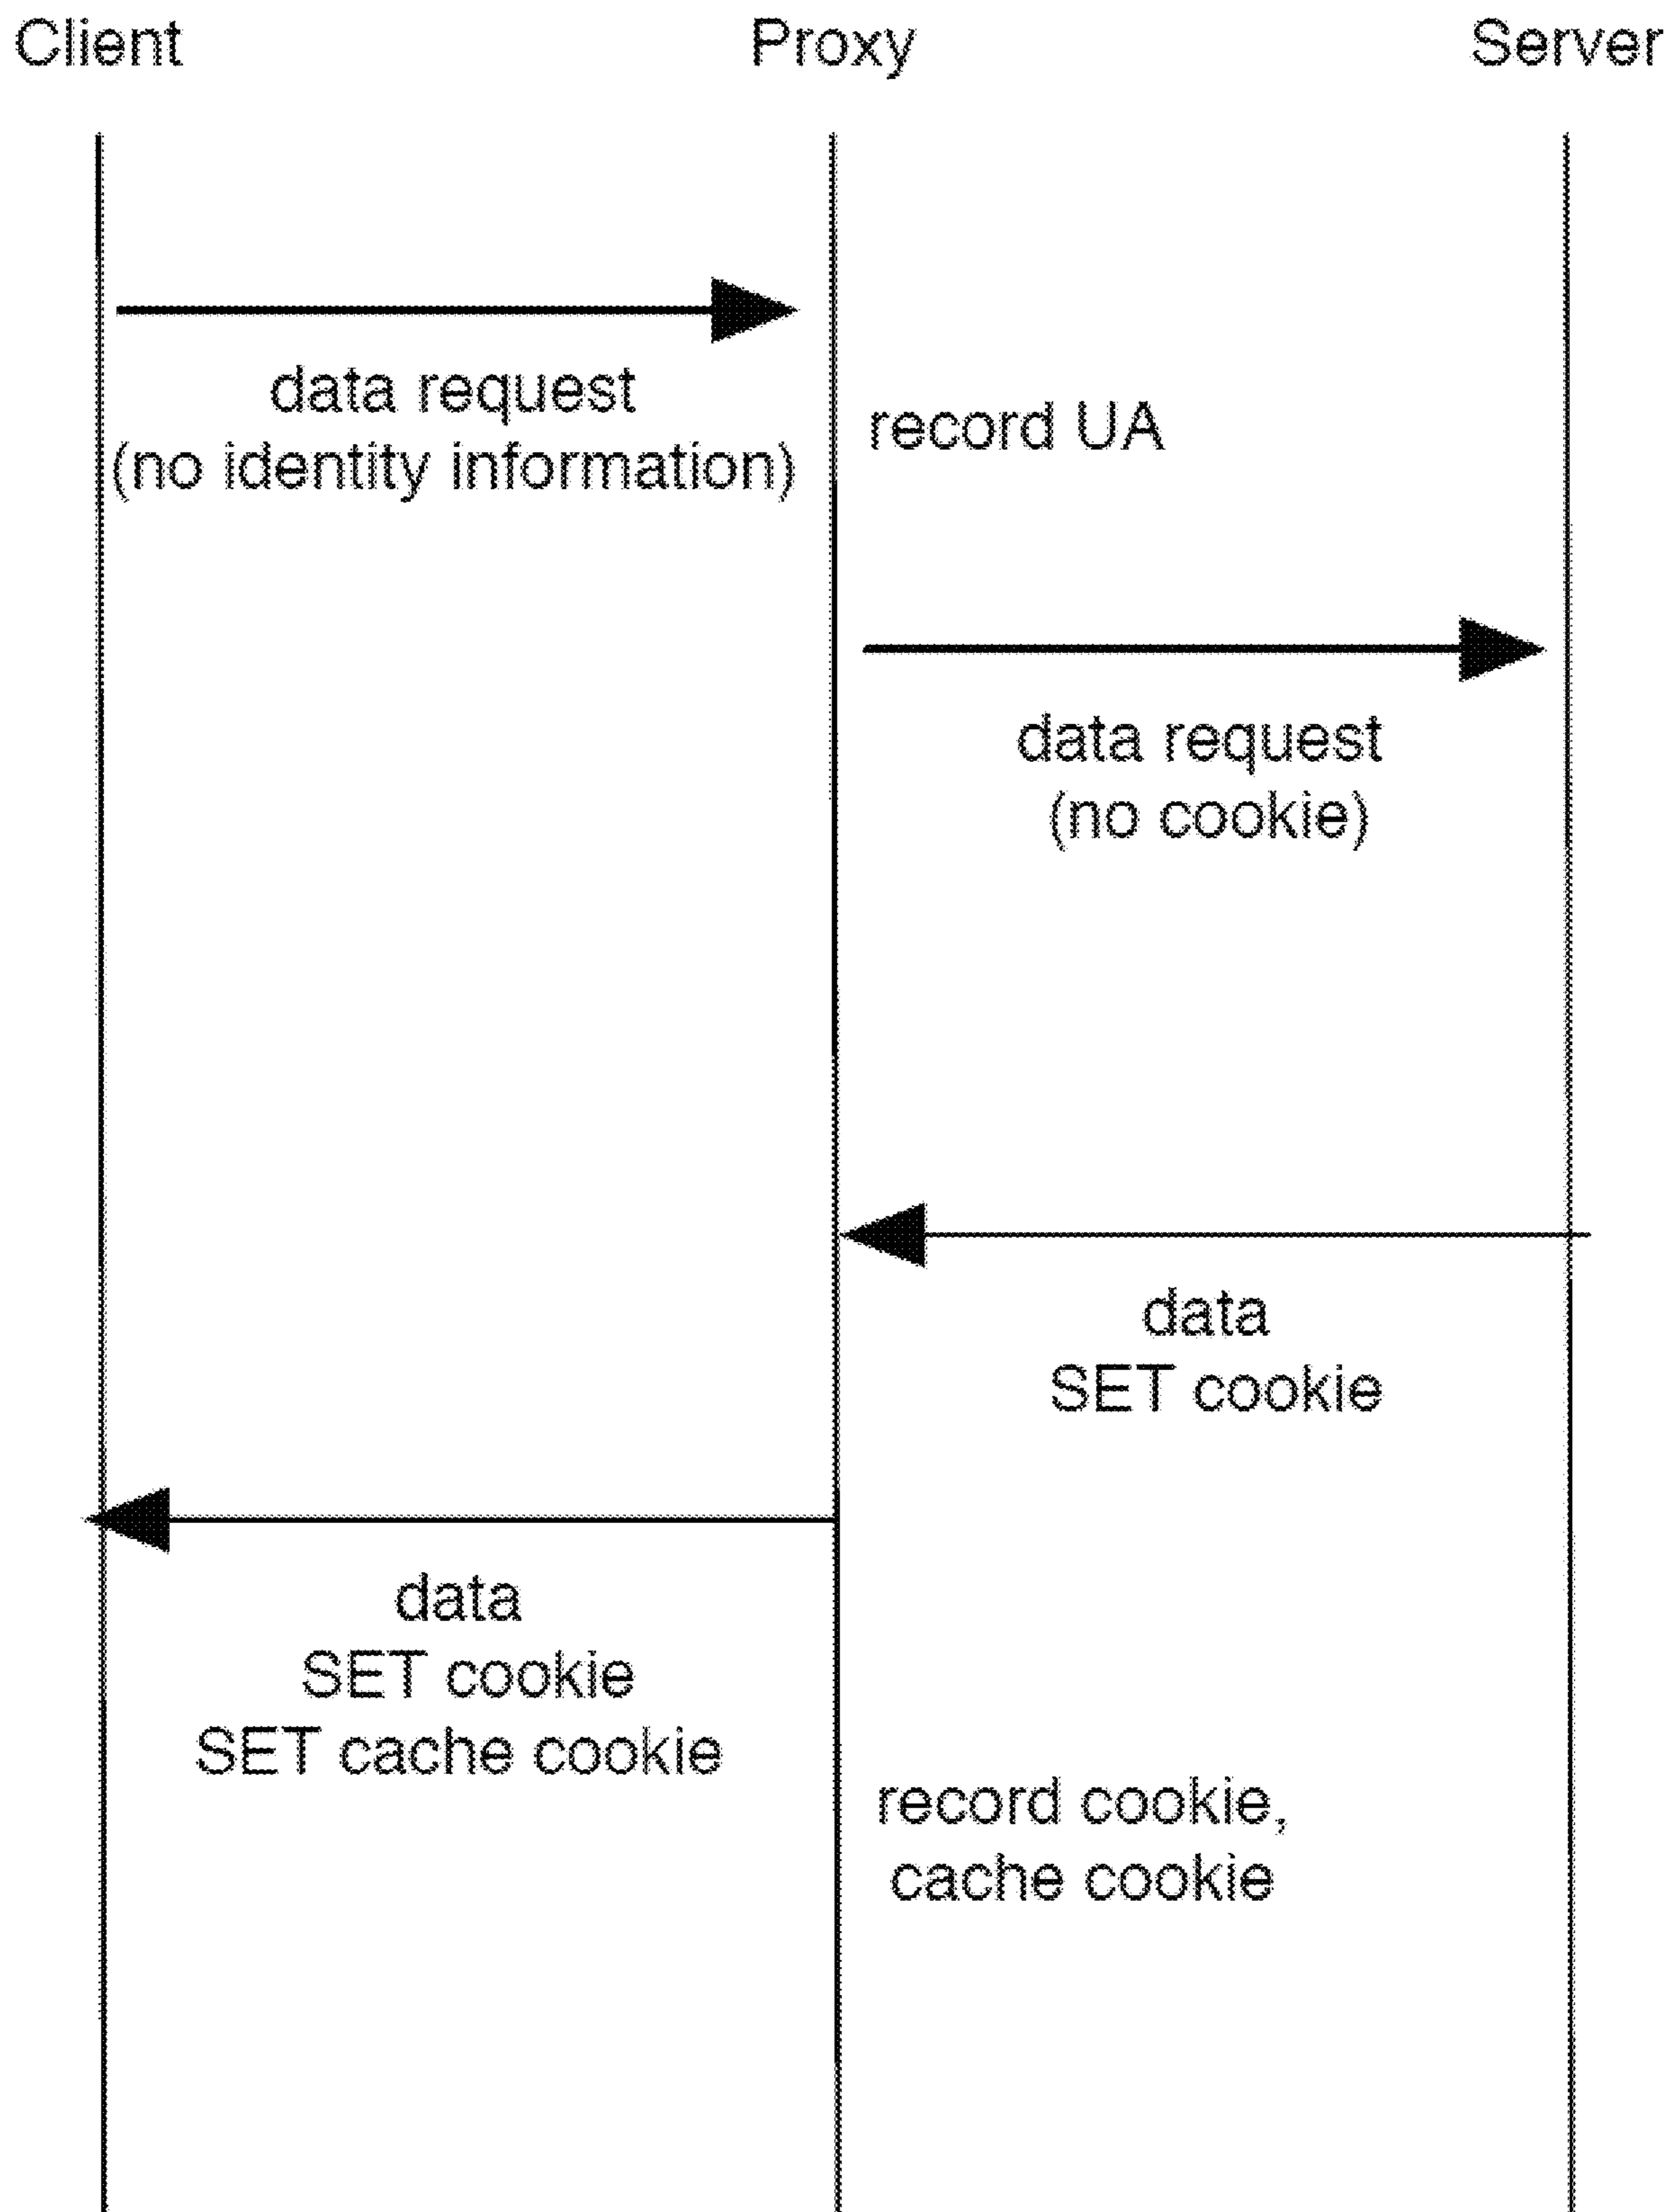 Client
Proxy
Server
data request
(no identity information)
record UA
data request
(no cookie)
data
SET cookie
data
SET cookie
SET cache cookie
record cookie,
cache cookie